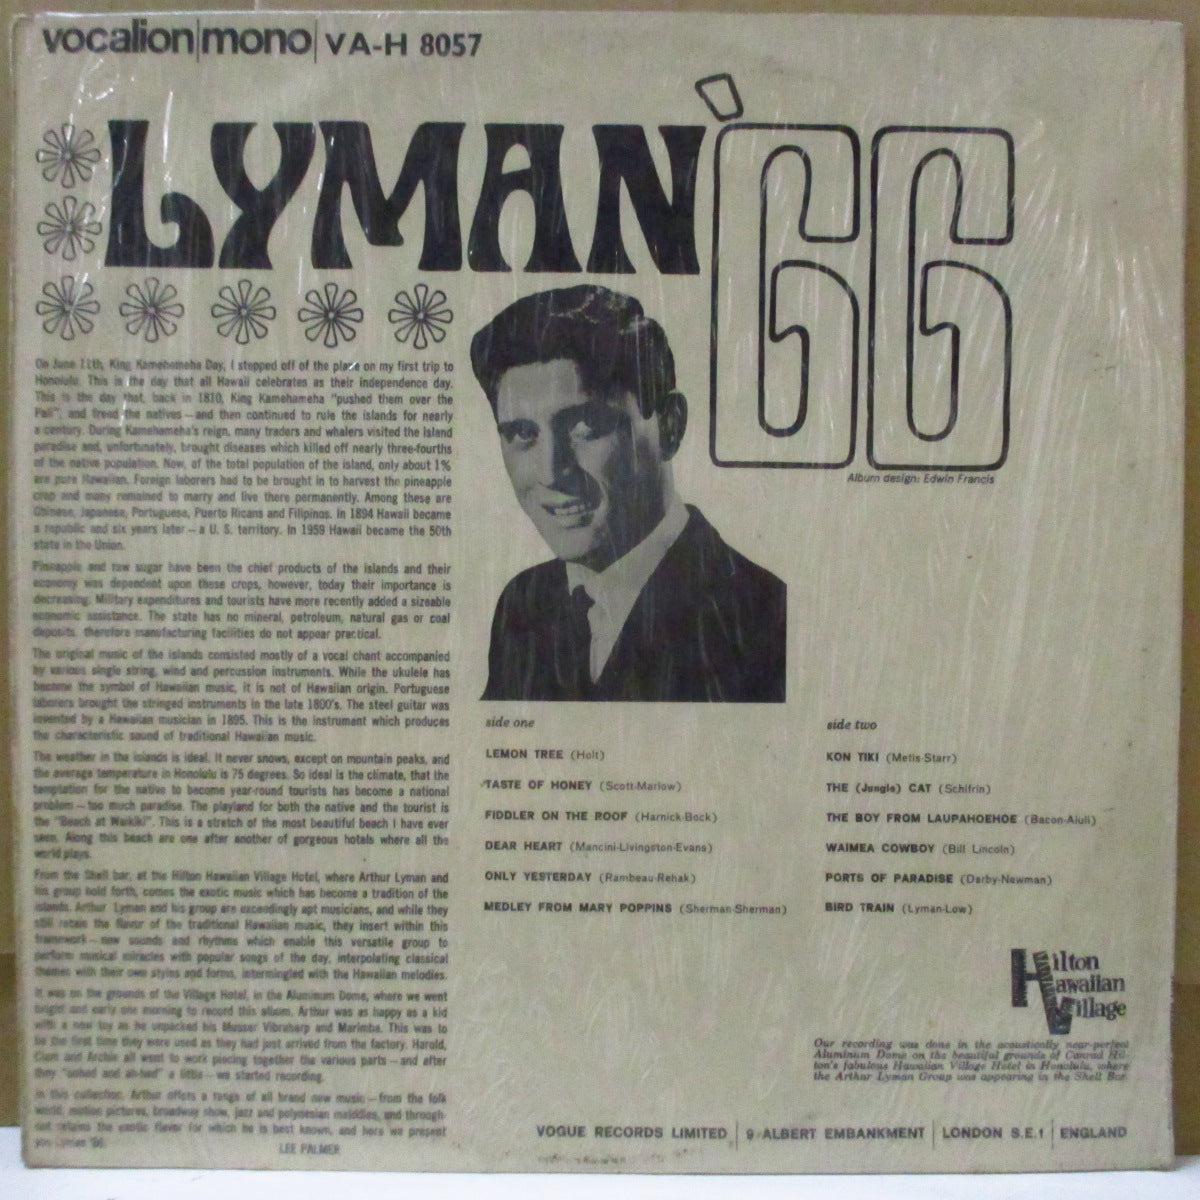 vocalion mono VA-H 8057
LYMAN '66
Album design: Edwin Francis
On June 11th, King Kamehameha Day, I stepped off of the plane on my first trip to
Honolulu. This is the day that all Hawaii celebrates as their independence day.
This is the day that, back in 1810, King Kamehameha "pushed them over the
Pali", and freed the natives — and then continued to rule the islands for nearly
a century. During Kamehameha's reign, many traders and whalers visited the Island
paradise and, unfortunately, brought diseases which killed off nearly three-fourths
of the native population. Now, of the total population of the island, only about 1%
are pure Hawaiian. Foreign laborers had to be brought in to harvest the pineapple
crop and many remained to marry and live there permanently. Among these are
Chinese, Japanese, Portuguese, Puerto Ricans and Filipinos. In 1894 Hawaii became
a republic and six years later — a U. S. territory. In 1959 Hawaii became the 50th
state in the Union.
Pineapple and raw sugar have been the chief products of the islands and their
economy was dependent upon these crops, however, today their importance is
decreasing. Military expenditures and tourists have more recently added a sizeable
economic assistance. The state has no mineral, petroleum, natural gas or coal
deposits, therefore manufacturing facilities do not appear practical.
The original music of the islands consisted mostly of a vocal chant accompanied
by various single string, wind and percussion instruments. While the ukulele has
become the symbol of Hawaiian music, it is not of Hawaiian origin. Portuguese
laborers brought the stringed instruments in the late 1800's. The steel guitar was
invented by a Hawaiian musician in 1895. This is the instrument which produces
the characteristic sound of traditional Hawaiian music.
The weather in the islands is ideal. It never snows, except on mountain peaks, and
the average temperature in Honolulu is 75 degrees. So ideal is the climate, that the
temptation for the native to become year-round tourists has become a national
problem — too much paradise. The playland for both the native and the tourist is
the "Beach at Waikiki". This is a stretch of the most beautiful beach I have ever
seen. Along this beach are one after another of gorgeous hotels where all the
world plays.
From the Shell bar, at the Hilton Hawaiian Village Hotel, where Arthur Lyman and
his group hold forth, comes the exotic music which has become a tradition of the
islands. Arthur Lyman and his group are exceedingly apt musicians, and while they
still retain the flavor of the traditional Hawaiian music, they insert within this
framework — new sounds and rhythms which enable this versatile group to
perform musical miracles with popular songs of the day, interpolating classical
themes with their own styles and forms, intermingled with the Hawaiian melodies.
It was on the grounds of the Village Hotel, in the Aluminum Dome, where we went
bright and early one morning to record this album. Arthur was as happy as a kid
with a new toy as he unpacked his Musser Vibraharp and Marimba. This was to
be the first time they were used as they had just arrived from the factory. Harold,
Clem and Archie all went to work piecing together the various parts — and after
they "oohed and ah-hed" a little — we started recording.
In this collection, Arthur offers a range of all brand new music — from the folk
world, motion pictures, broadway show, jazz and polynesian melodies, and through-
out retains the exotic flavor for which he is best known, and here we present
you Lyman '66.
LEE PALMER
side one
LEMON TREE (Holt)
TASTE OF HONEY (Scott-Marlow)
FIDDLER ON THE ROOF (Harnick-Bock)
DEAR HEART (Mancini-Livingston-Evans)
ONLY YESTERDAY (Rambeau-Rehak)
MEDLEY FROM MARY POPPINS (Sherman-Sherman)
side two
KON TIKI (Metis-Starr)
THE (Jungle) CAT (Schifrin)
THE BOY FROM LAUPAHOEHOE (Bacon-Aluli)
WAIMEA COWBOY (Bill Lincoln)
PORTS OF PARADISE (Darby-Newman)
BIRD TRAIN (Lyman-Low)
Hilton
Hawaiian
Village
Our recording was done in the acoustically near-perfect
Aluminum Dome on the beautiful grounds of Conrad Hil-
ton's fabulous Hawaiian Village Hotel in Honolulu, where
the Arthur Lyman Group was appearing in the Shell Bar.
VOGUE RECORDS LIMITED 9 ALBERT EMBANKMENT LONDON S.E.1 ENGLAND